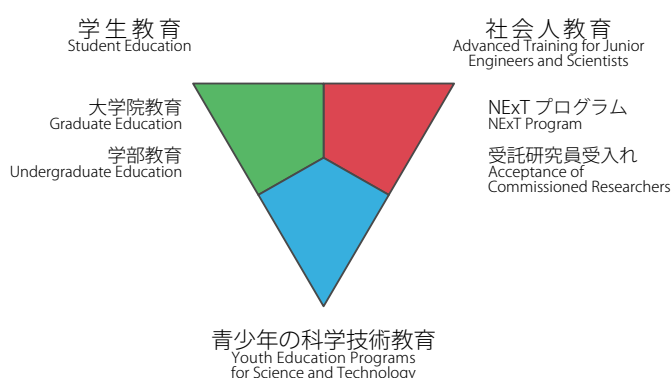 学生教育
Student Education
社会人教育
Advanced Training for Junior
Engineers and Scientists
大学院教育
Graduate Education
学部教育
Undergraduate Education
NExT プログラム
NExT Program
受託研究員受入れ
Acceptance of
Commissioned Researchers
青少年の科学技術教育
Youth Education Programs
for Science and Technology